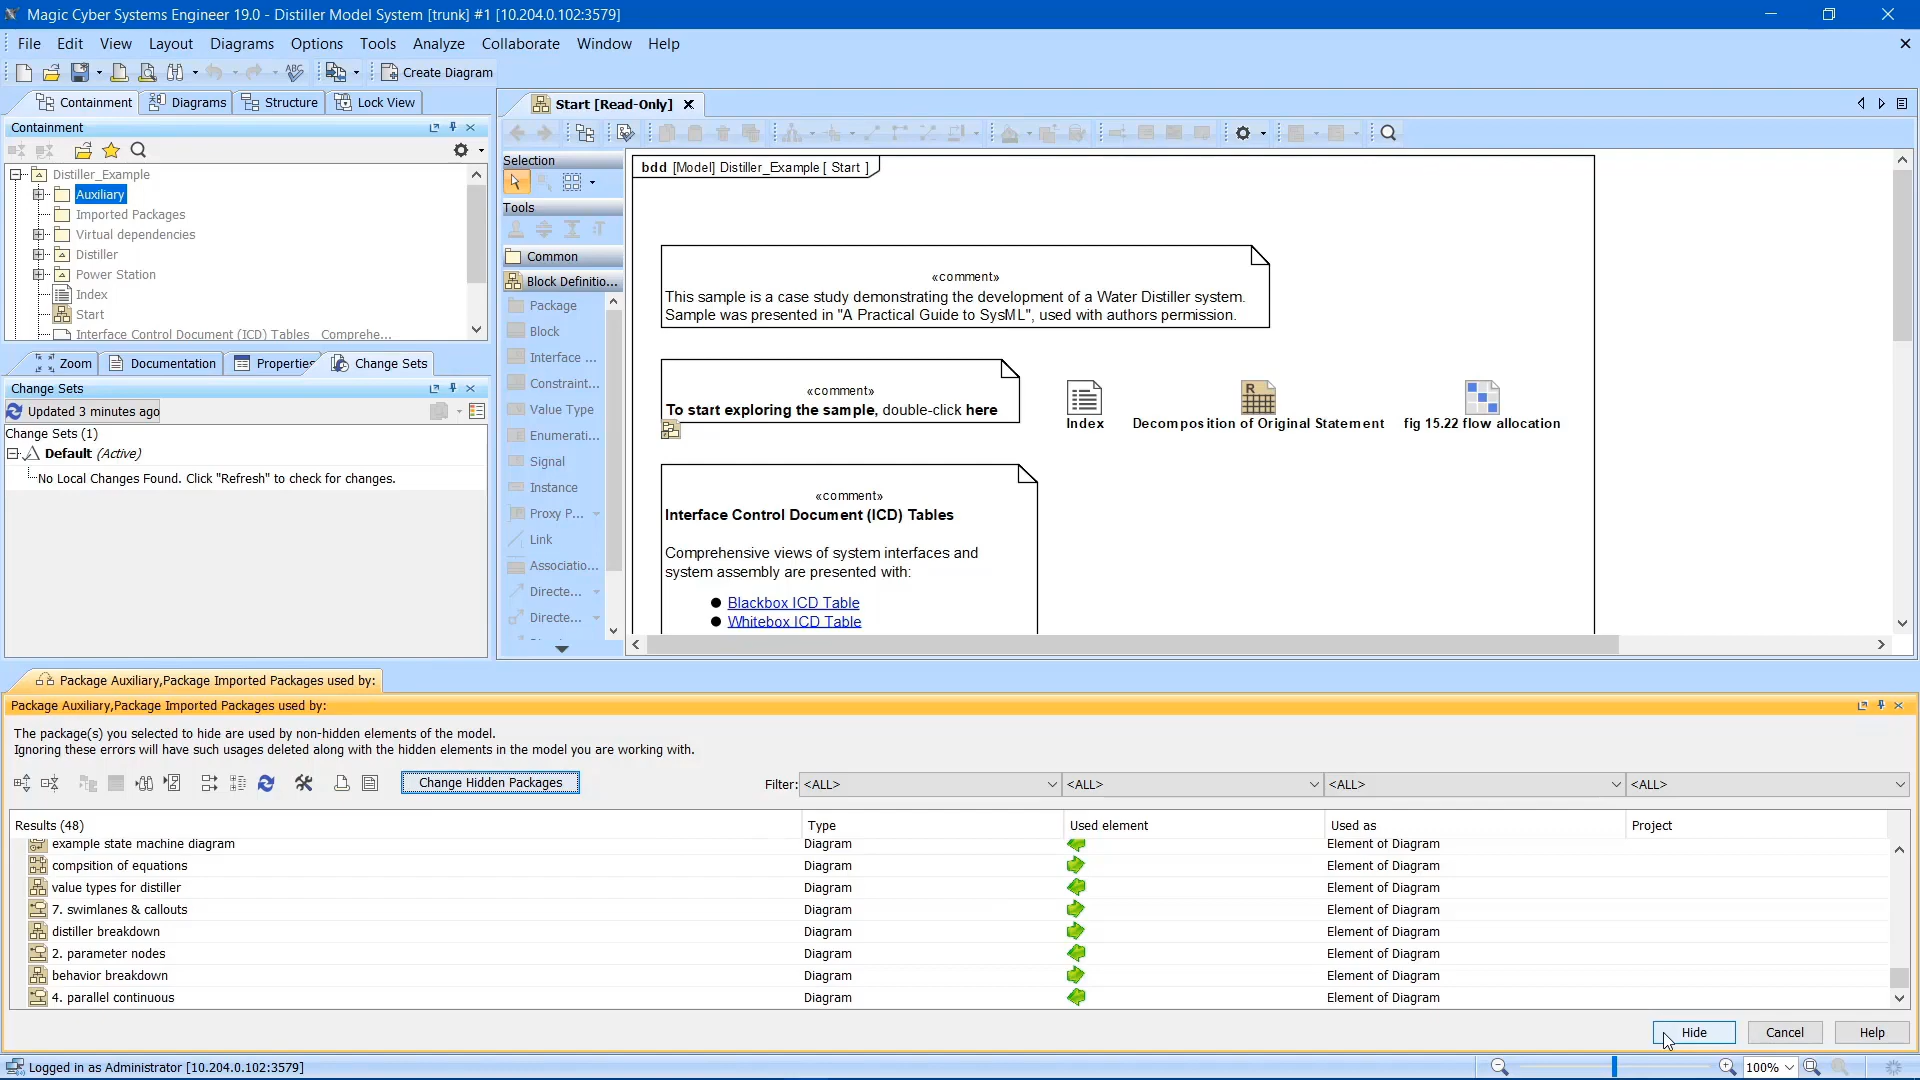 Magic Cyber Systems Engineer 19.0 - Distiller Model System [trunk] #1 [10.204.0.102:3579]
File Edit View Layout Diagrams Options Tools Analyze Collaborate Window Help
Create Diagram
Containment Diagrams Structure Lock View
Containment
Distiller_Example
Auxiliary
Imported Packages
Virtual dependencies
Distiller
Power Station
Index
Start
Interface Control Document (ICD) Tables Comprehe...
Zoom Documentation Properties Change Sets
Change Sets
Updated 3 minutes ago
Change Sets (1)
Default (Active)
No Local Changes Found. Click "Refresh" to check for changes.
Start [Read-Only]
Selection
Tools
Common
Block Definitio...
Package
Block
Interface ...
Constraint...
Value Type
Enumerati...
Signal
Instance
Proxy P...
Link
Associatio...
Directe...
Directe...
bdd [Model] Distiller_Example [ Start ]
«comment»
This sample is a case study demonstrating the development of a Water Distiller system.
Sample was presented in "A Practical Guide to SysML", used with authors permission.
«comment»
To start exploring the sample, double-click here
Index
Decomposition of Original Statement
fig 15.22 flow allocation
«comment»
Interface Control Document (ICD) Tables
Comprehensive views of system interfaces and
system assembly are presented with:
Blackbox ICD Table
Whitebox ICD Table
Package Auxiliary,Package Imported Packages used by:
Package Auxiliary,Package Imported Packages used by:
The package(s) you selected to hide are used by non-hidden elements of the model.
Ignoring these errors will have such usages deleted along with the hidden elements in the model you are working with.
Change Hidden Packages
Filter: <ALL> <ALL> <ALL> <ALL>
Results (48) Type Used element Used as Project
example state machine diagram Diagram Element of Diagram
compsition of equations Diagram Element of Diagram
value types for distiller Diagram Element of Diagram
7. swimlanes & callouts Diagram Element of Diagram
distiller breakdown Diagram Element of Diagram
2. parameter nodes Diagram Element of Diagram
behavior breakdown Diagram Element of Diagram
4. parallel continuous Diagram Element of Diagram
Hide Cancel Help
Logged in as Administrator [10.204.0.102:3579]
100%